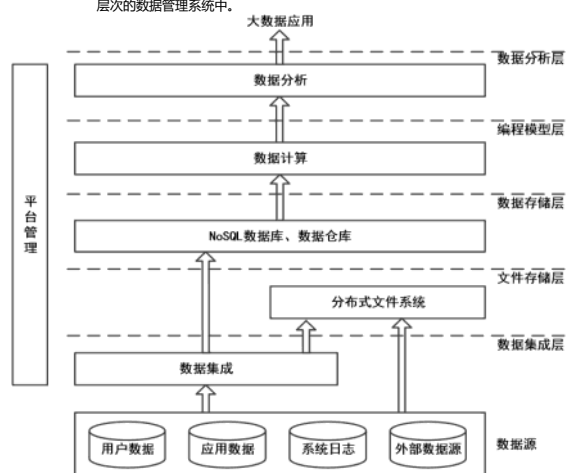 层次的数据管理系统中。
大数据应用
数据分析层
数据分析
编程模型层
数据计算
数据存储层
平台管理
NoSQL数据库、数据仓库
文件存储层
分布式文件系统
数据集成层
数据集成
用户数据
应用数据
系统日志
外部数据源
数据源